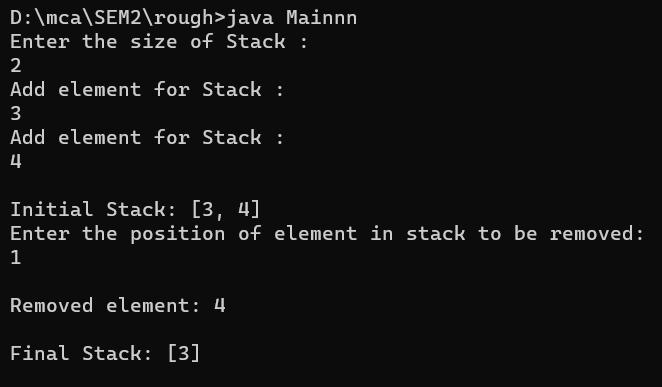 D:\mca\SEM2\rough>java Mainnn
Enter the size of Stack :
2
Add element for Stack :
3
Add element for Stack :
4
Initial Stack: [3, 4]
Enter the position of element in stack to be removed:
1
Removed element: 4
Final Stack: [3]